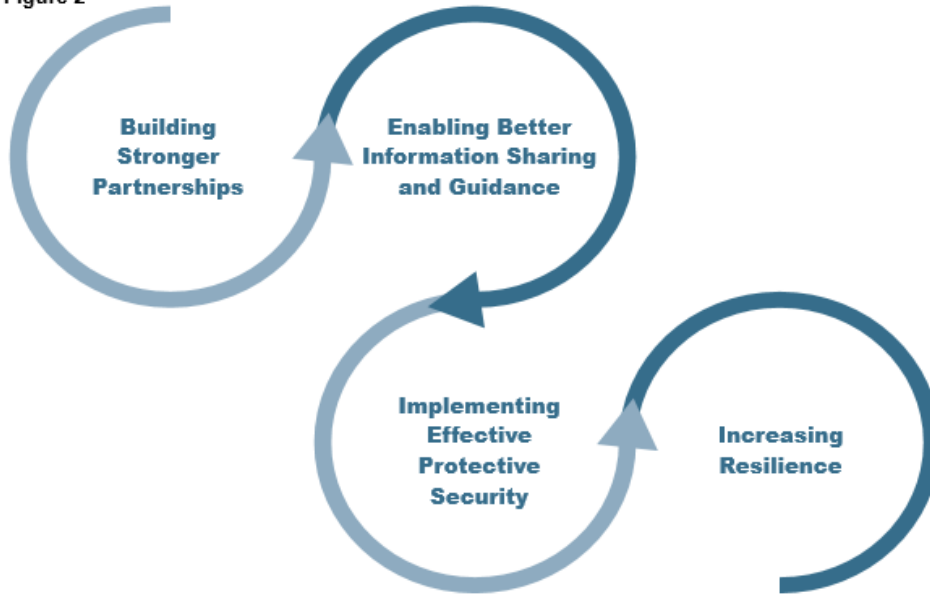 Figure 2
Building
Stronger
Partnerships
Enabling Better
Information Sharing
and Guidance
Implementing
Effective
Protective
Security
Increasing
Resilience